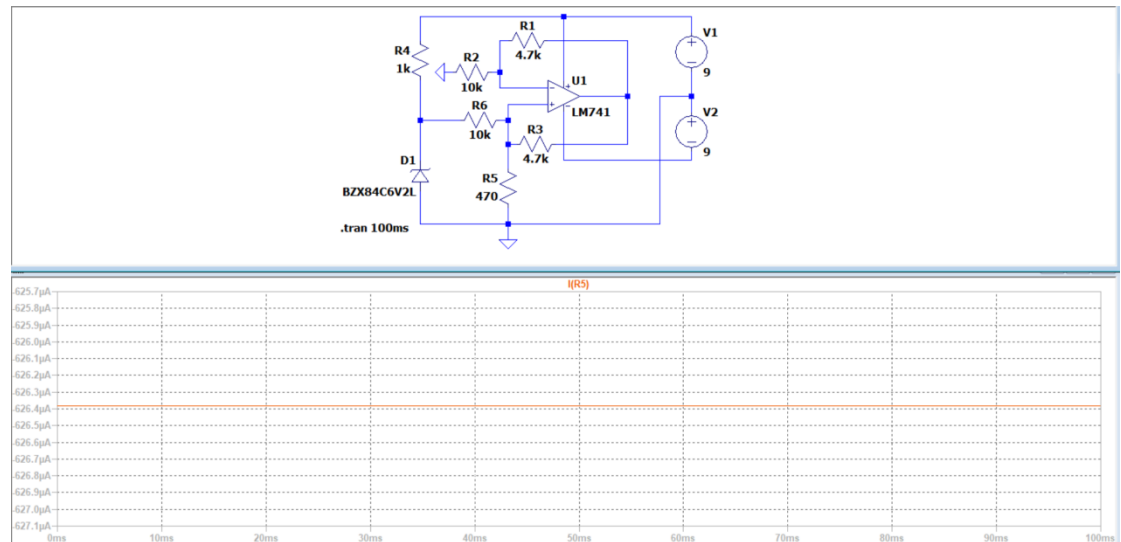 R1
4.7k
V1
9
R4
1k
R2
10k
U1
LM741
R6
10k
V2
9
R3
4.7k
D1
BZX84C6V2L
R5
470
.tran 100ms
I(R5)
-625.7µA
-625.8µA
-625.9µA
-626.0µA
-626.1µA
-626.2µA
-626.3µA
-626.4µA
-626.5µA
-626.6µA
-626.7µA
-626.8µA
-626.9µA
-627.0µA
-627.1µA
0ms 10ms 20ms 30ms 40ms 50ms 60ms 70ms 80ms 90ms 100ms